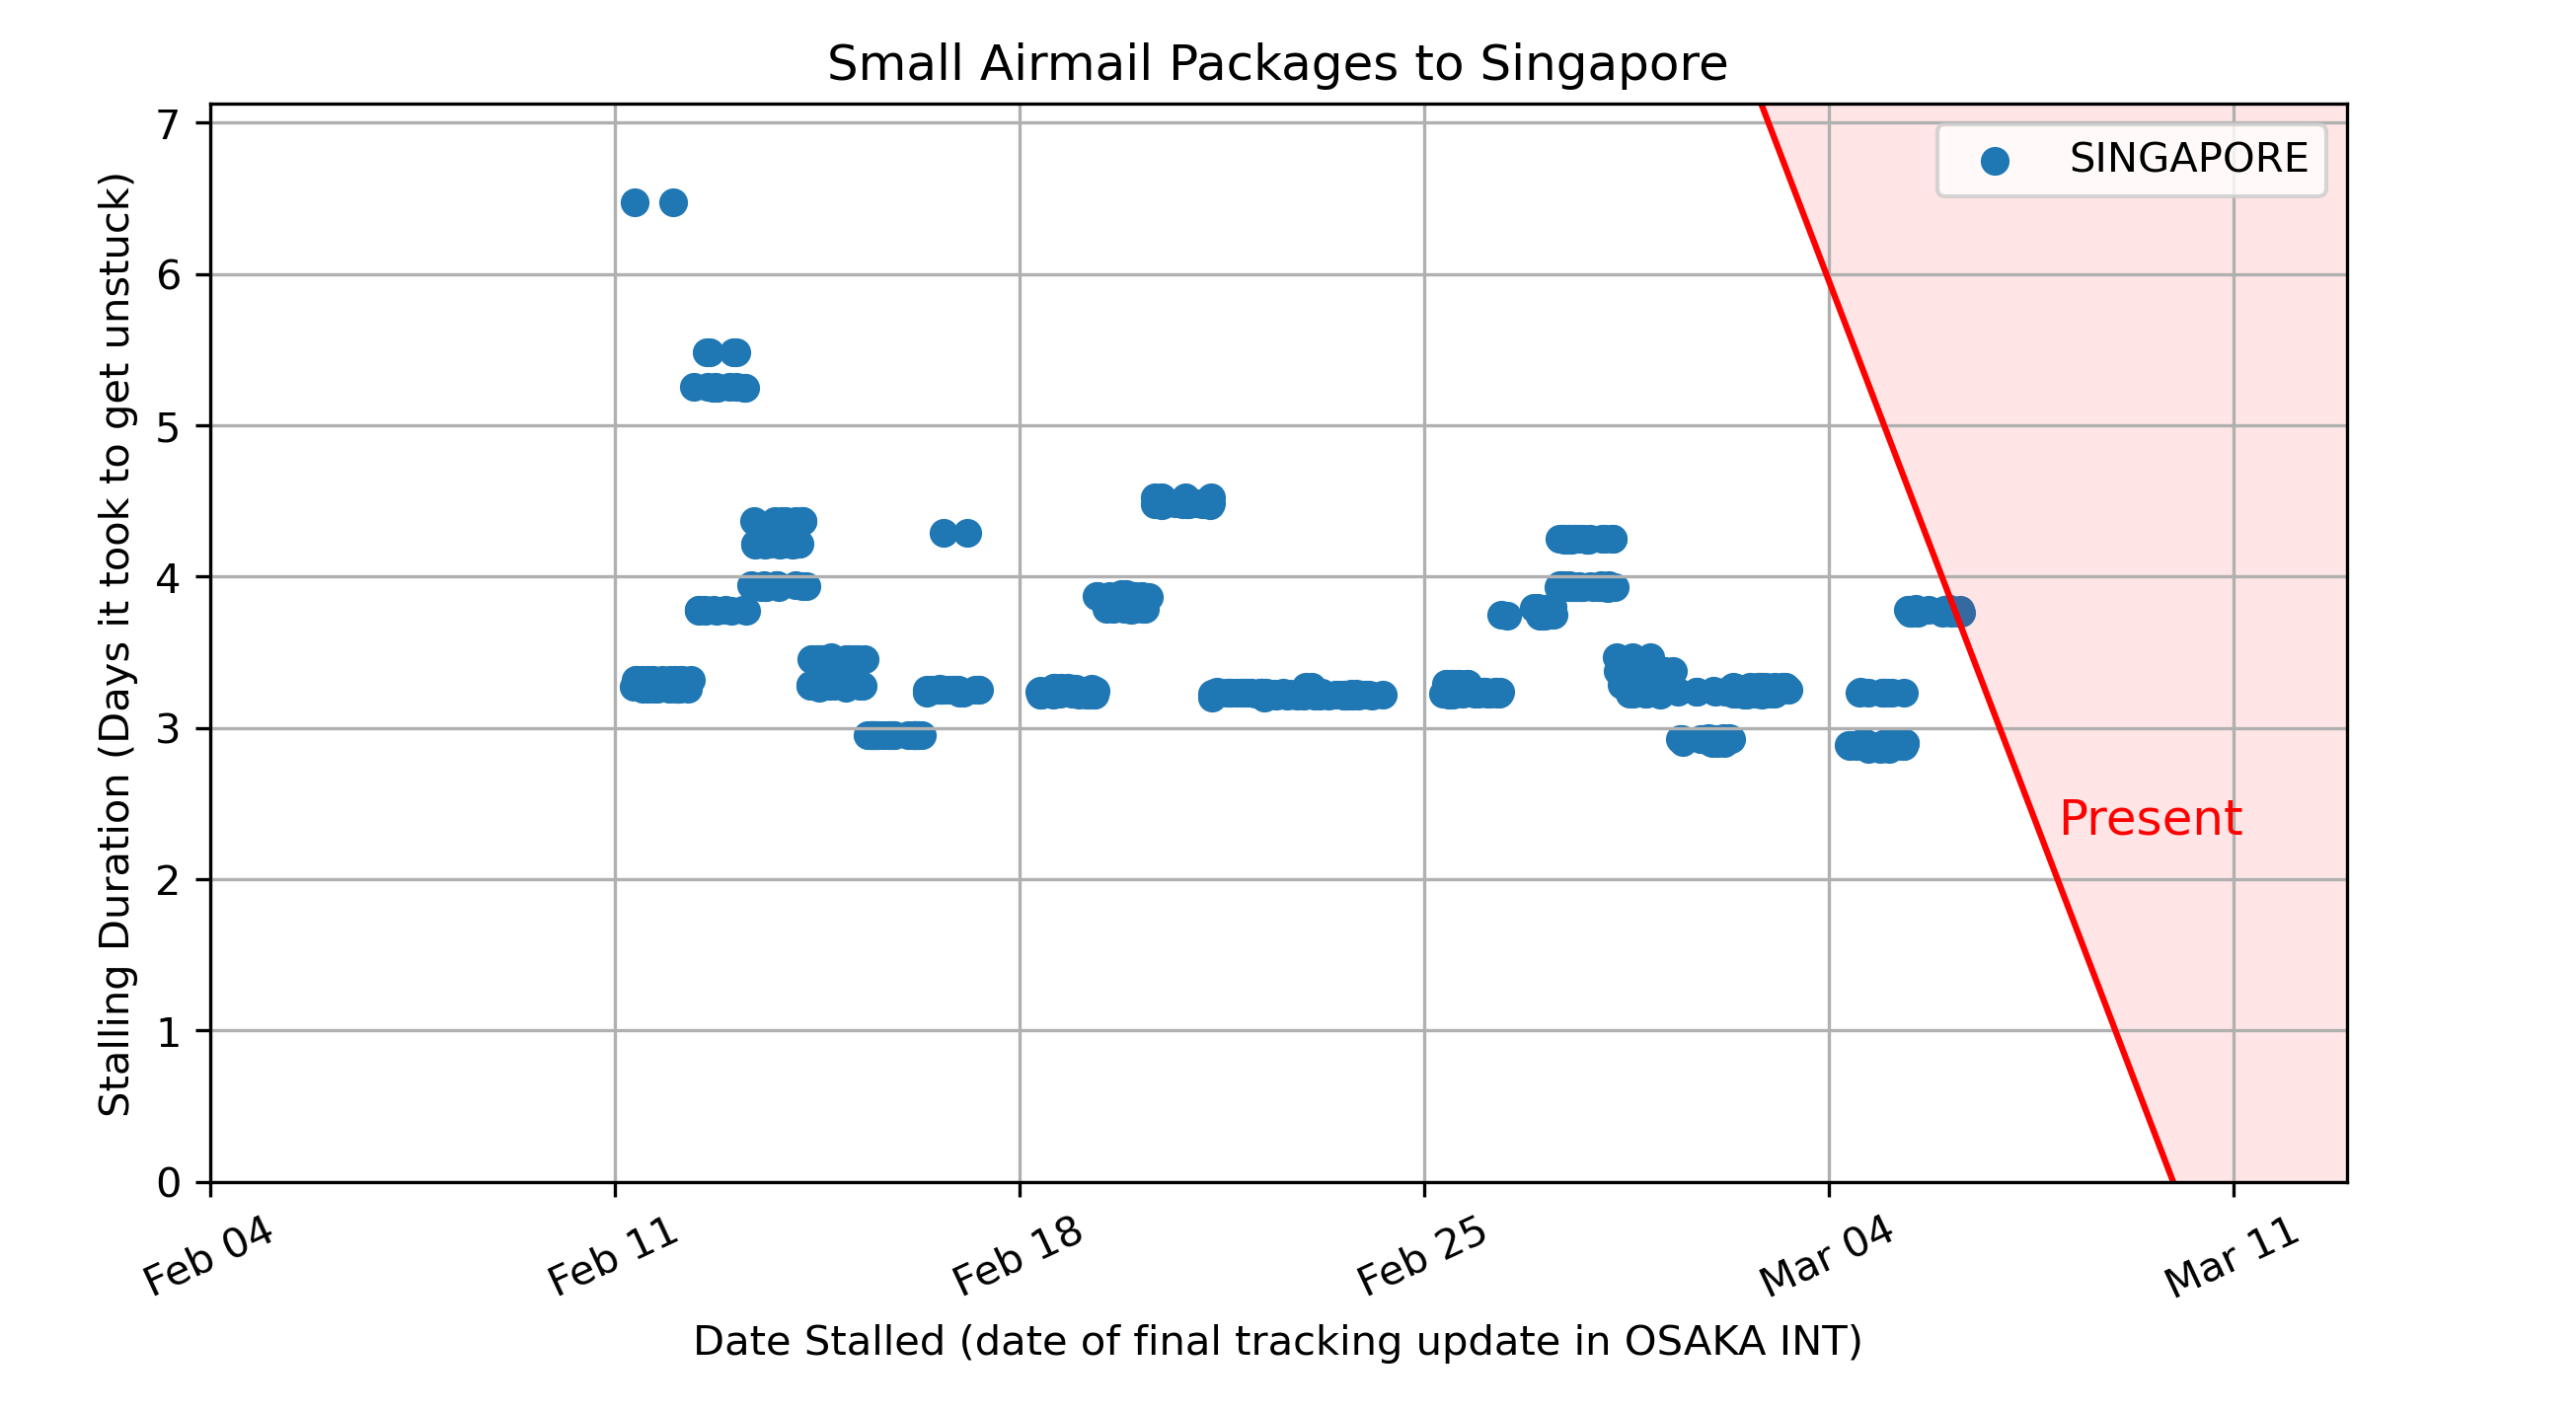 Small Airmail Packages to Singapore
Stalling Duration (Days it took to get unstuck)
7
6
5
4
3
2
1
0
SINGAPORE
Present
Feb 04
Feb 11
Feb 18
Feb 25
Mar 04
Mar 11
Date Stalled (date of final tracking update in OSAKA INT)